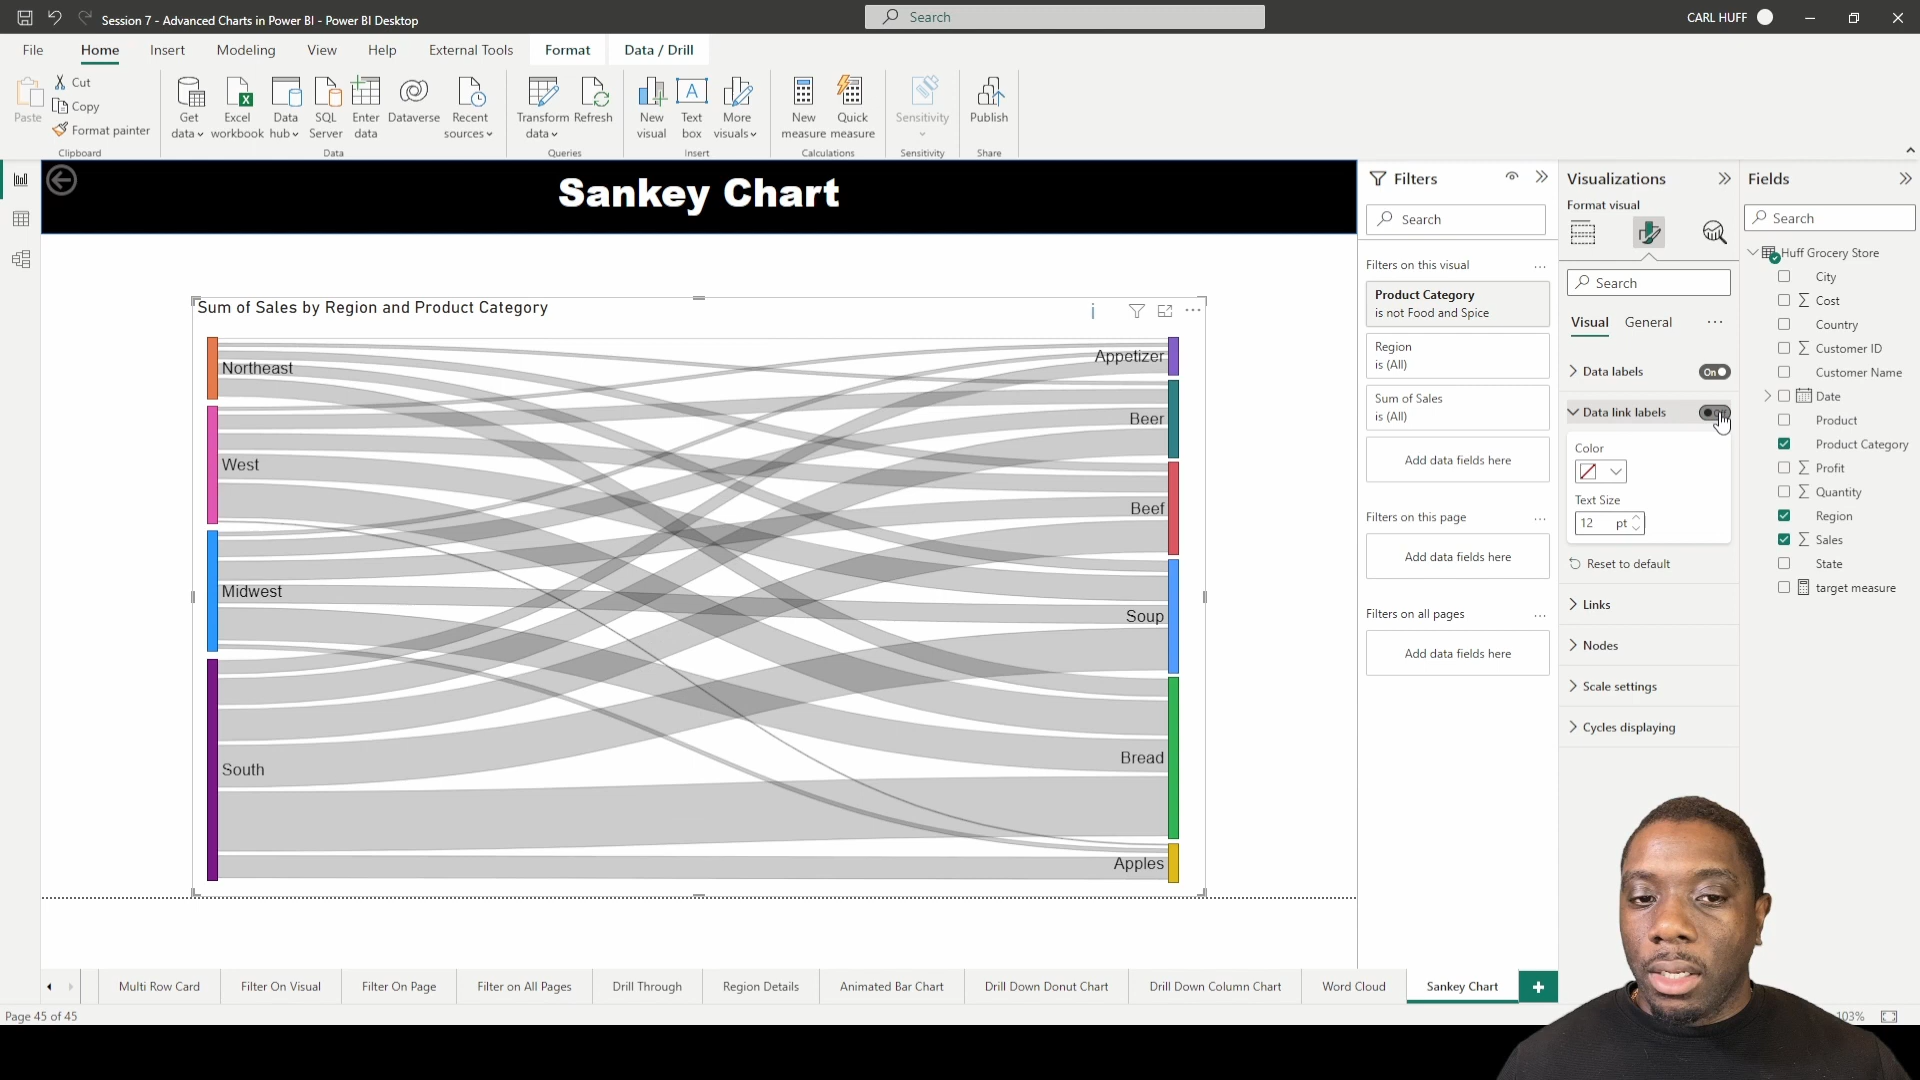 Session 7 - Advanced Charts in Power BI - Power BI Desktop
Search
CARL HUFF
File Home Insert Modeling View Help External Tools Format Data / Drill
Paste
Cut
Copy
Format painter
Clipboard
Get data
Excel workbook
Data hub
SQL Server
Enter data
Dataverse
Recent sources
Data
Transform data
Refresh
Queries
New visual
Text box
More visuals
Insert
New measure
Quick measure
Calculations
Sensitivity
Sensitivity
Publish
Share
Sankey Chart
Sum of Sales by Region and Product Category
Northeast
West
Midwest
South
Appetizer
Beer
Beef
Soup
Bread
Apples
Filters
Search
Filters on this visual
Product Category
is not Food and Spice
Region
is (All)
Sum of Sales
is (All)
Add data fields here
Filters on this page
Add data fields here
Filters on all pages
Add data fields here
Visualizations
Format visual
Search
Visual General
Data labels On
Data link labels
Color
Text Size
12 pt
Reset to default
Links
Nodes
Scale settings
Cycles displaying
Fields
Search
Huff Grocery Store
City
Cost
Country
Customer ID
Customer Name
Date
Product
Product Category
Profit
Quantity
Region
Sales
State
target measure
Multi Row Card
Filter On Visual
Filter On Page
Filter on All Pages
Drill Through
Region Details
Animated Bar Chart
Drill Down Donut Chart
Drill Down Column Chart
Word Cloud
Sankey Chart
Page 45 of 45
103%